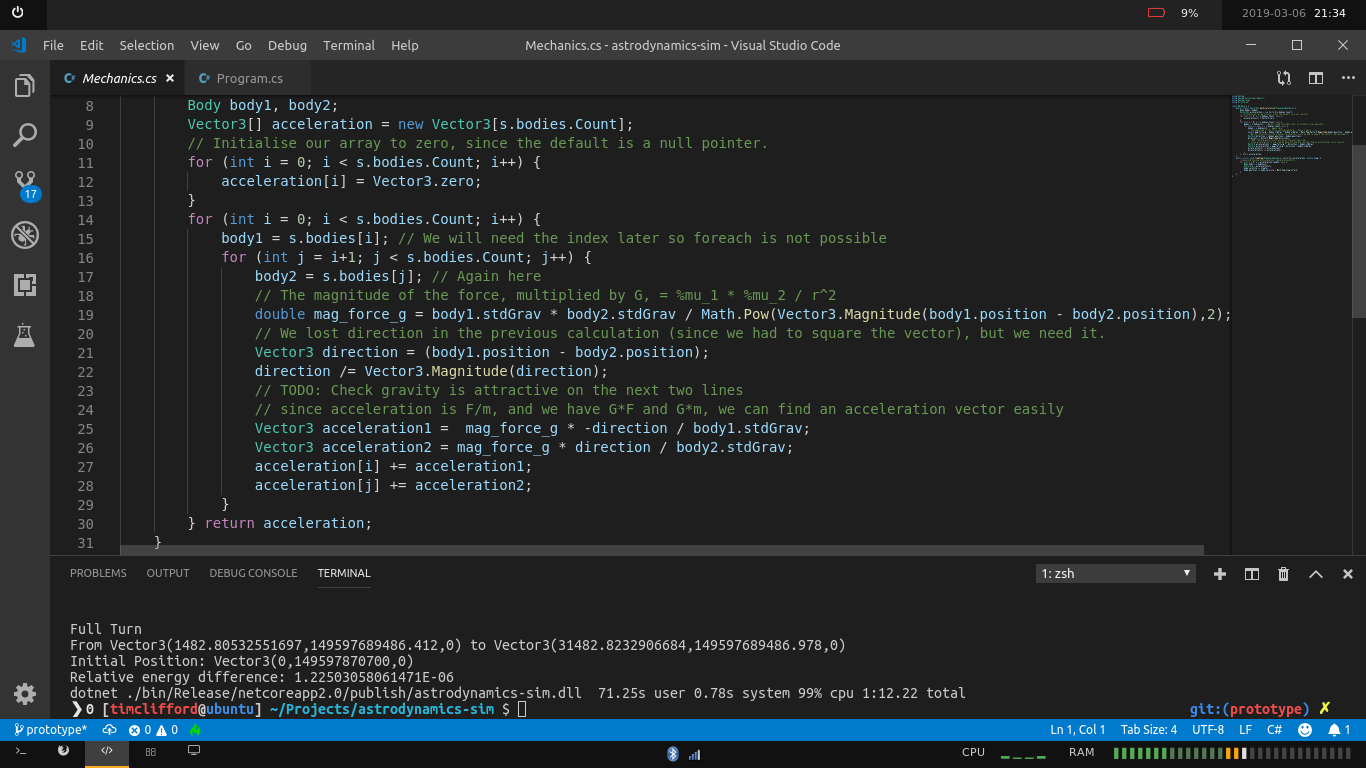 9% 2019-03-06 21:34
File Edit Selection View Go Debug Terminal Help Mechanics.cs - astrodynamics-sim - Visual Studio Code
C# Mechanics.cs × C# Program.cs
8 Body body1, body2;
9 Vector3[] acceleration = new Vector3[s.bodies.Count];
10 // Initialise our array to zero, since the default is a null pointer.
11 for (int i = 0; i < s.bodies.Count; i++) {
12 acceleration[i] = Vector3.zero;
13 }
14 for (int i = 0; i < s.bodies.Count; i++) {
15 body1 = s.bodies[i]; // We will need the index later so foreach is not possible
16 for (int j = i+1; j < s.bodies.Count; j++) {
17 body2 = s.bodies[j]; // Again here
18 // The magnitude of the force, multiplied by G, = %mu_1 * %mu_2 / r^2
19 double mag_force_g = body1.stdGrav * body2.stdGrav / Math.Pow(Vector3.Magnitude(body1.position - body2.position),2);
20 // We lost direction in the previous calculation (since we had to square the vector), but we need it.
21 Vector3 direction = (body1.position - body2.position);
22 direction /= Vector3.Magnitude(direction);
23 // TODO: Check gravity is attractive on the next two lines
24 // since acceleration is F/m, and we have G*F and G*m, we can find an acceleration vector easily
25 Vector3 acceleration1 =  mag_force_g * -direction / body1.stdGrav;
26 Vector3 acceleration2 = mag_force_g * direction / body2.stdGrav;
27 acceleration[i] += acceleration1;
28 acceleration[j] += acceleration2;
29 }
30 } return acceleration;
31 }
17
PROBLEMS OUTPUT DEBUG CONSOLE TERMINAL 1: zsh
Full Turn
From Vector3(1482.80532551697,149597689486.412,0) to Vector3(31482.8232906684,149597689486.978,0)
Initial Position: Vector3(0,149597870700,0)
Relative energy difference: 1.22503058061471E-06
dotnet ./bin/Release/netcoreapp2.0/publish/astrodynamics-sim.dll  71.25s user 0.78s system 99% cpu 1:12.22 total
❯0 [timclifford@ubuntu] ~/Projects/astrodynamics-sim $ git:(prototype) ✗
prototype* 0 0 Ln 1, Col 1 Tab Size: 4 UTF-8 LF C# 1
>_ </> CPU RAM